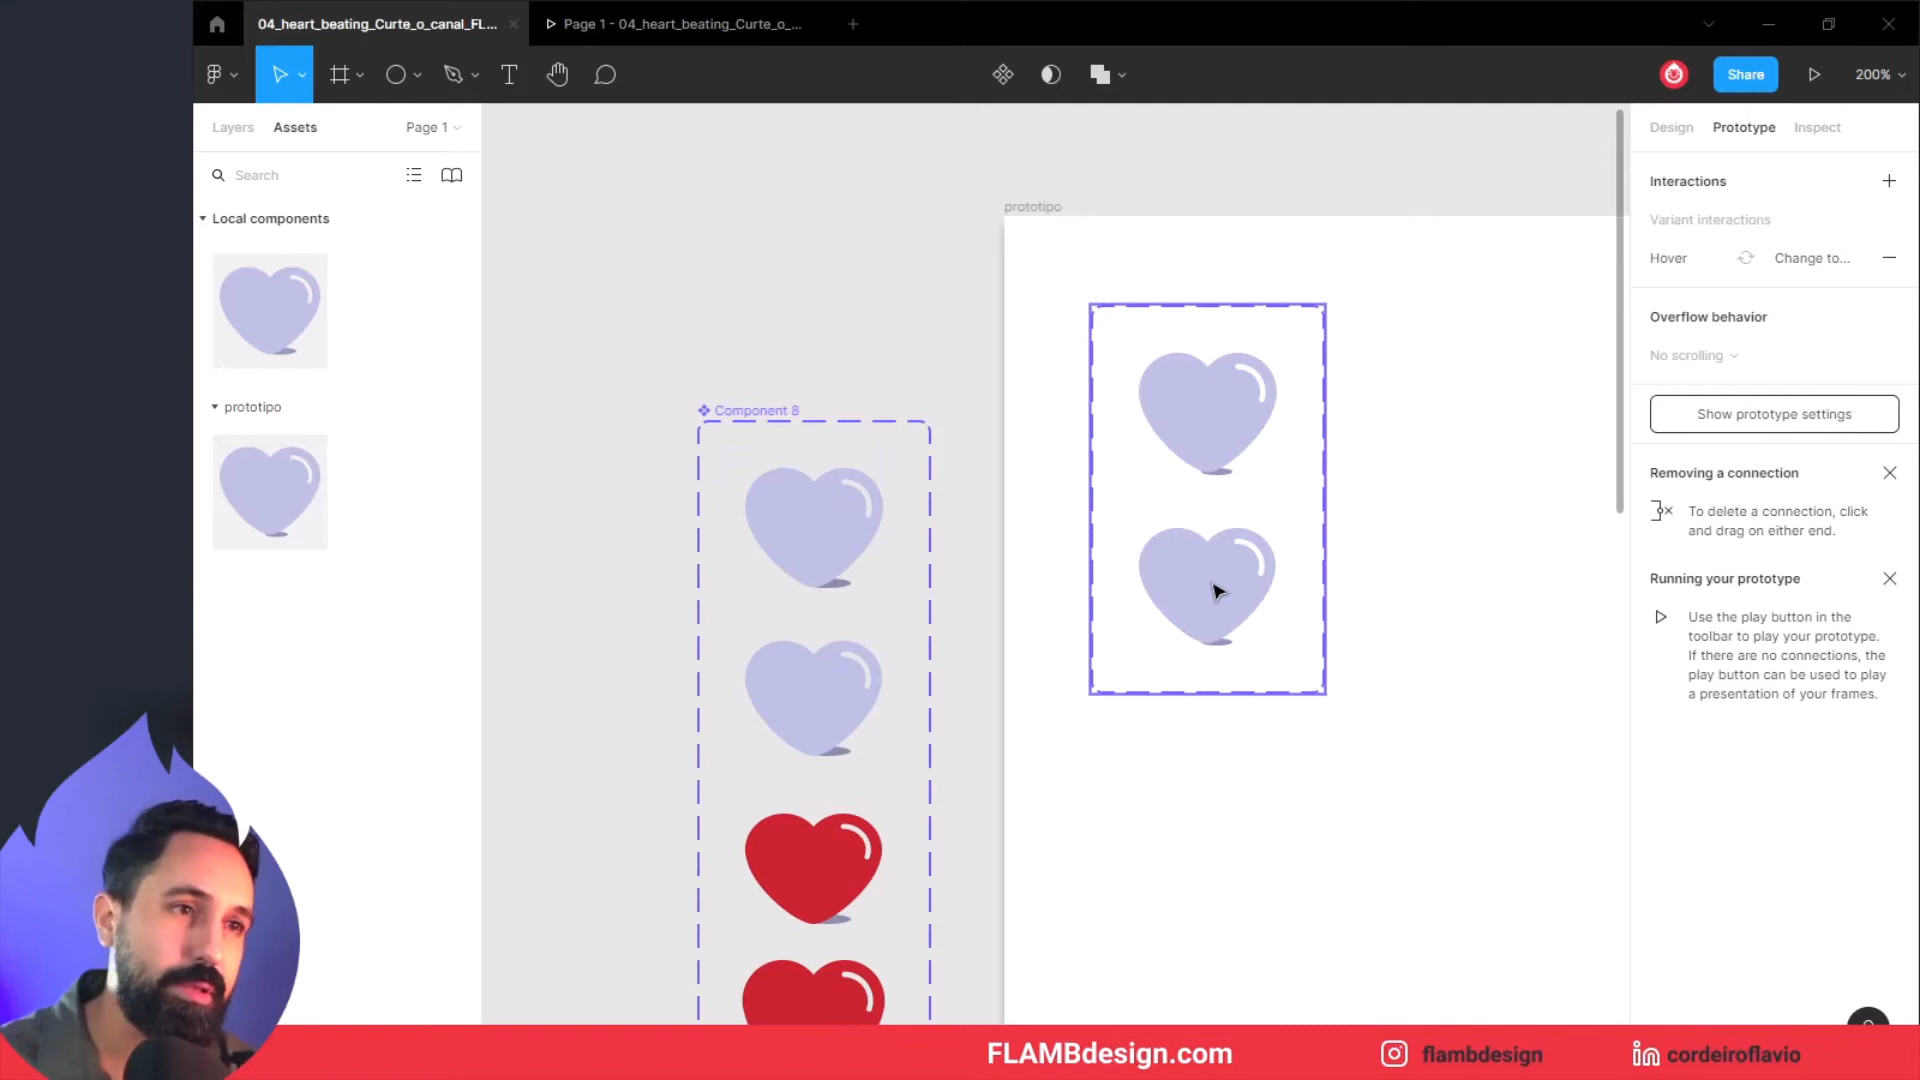 04_heart_beating_Curte_o_canal_FL...
Page 1 - 04_heart_beating_Curte_o_...
Share
200%
Layers
Assets
Page 1
Design
Prototype
Inspect
Search
Interactions
Local components
prototipo
Variant interactions
Hover
Change to...
Overflow behavior
No scrolling
prototipo
Component 8
Show prototype settings
Removing a connection
To delete a connection, click
and drag on either end.
Running your prototype
Use the play button in the
toolbar to play your prototype.
If there are no connections, the
play button can be used to play
a presentation of your frames.
FLAMBdesign.com
flambdesign
in cordeiroflavio